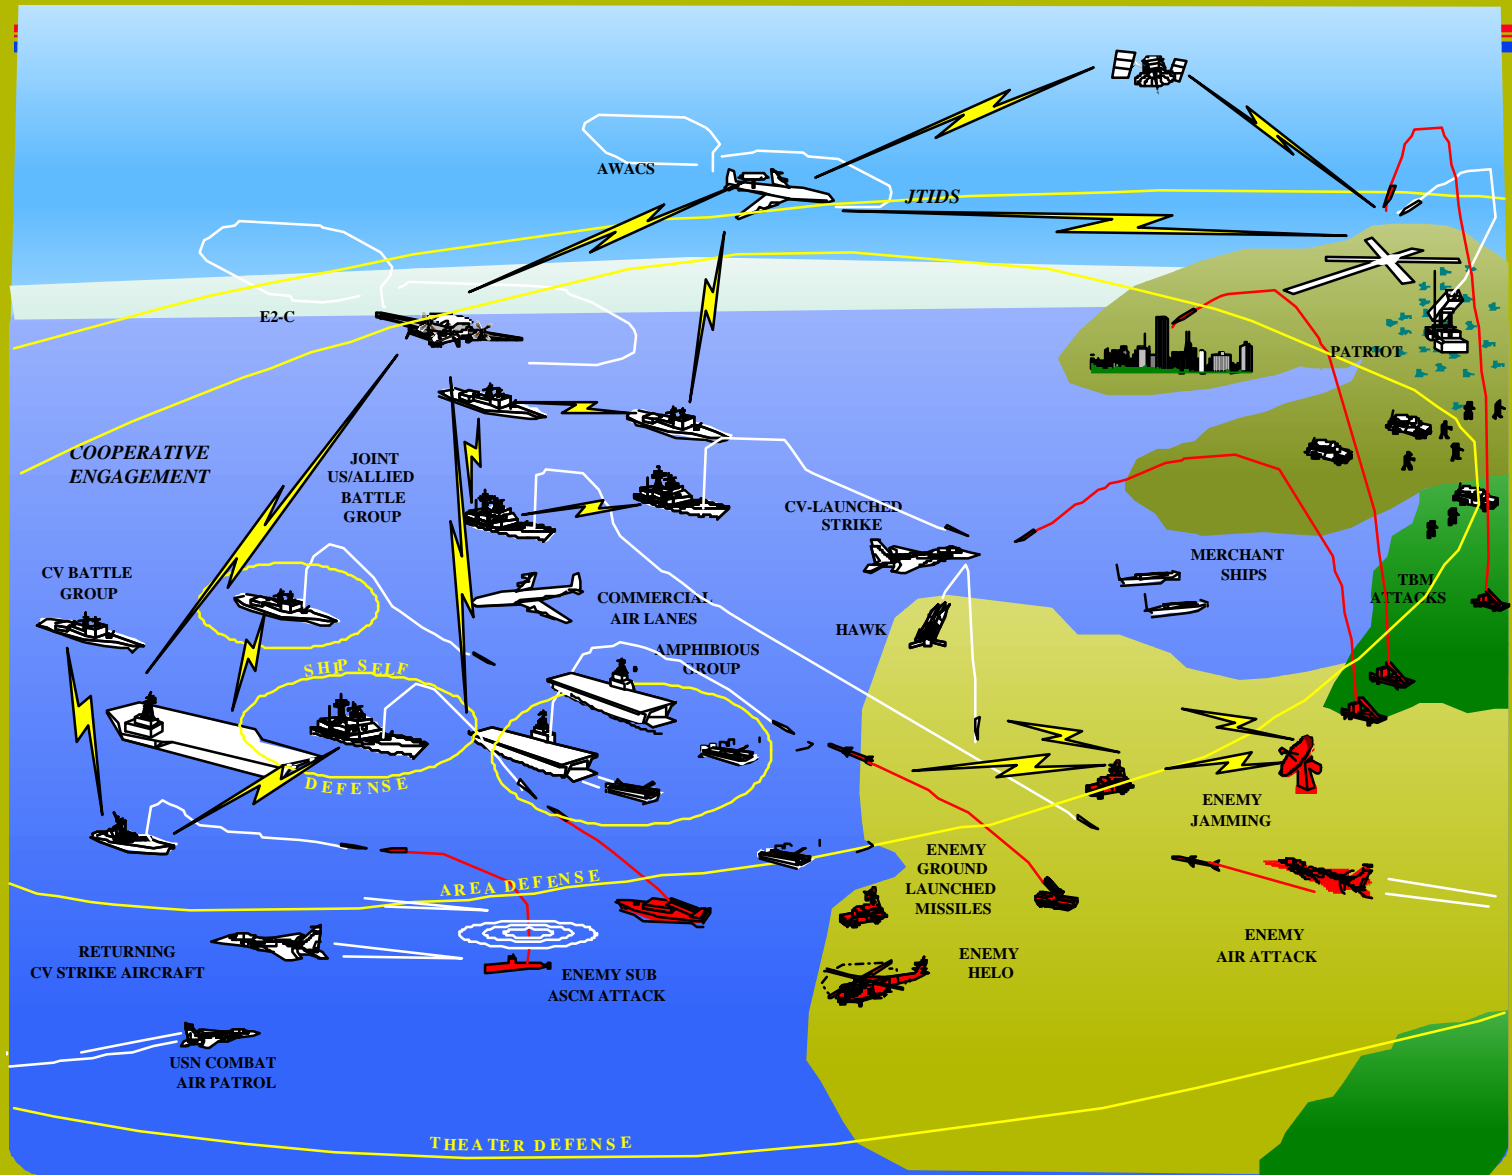 AWACS
JTIDS
E2-C
PATRIOT
COOPERATIVE
ENGAGEMENT
JOINT
US/ALLIED
BATTLE
GROUP
CV-LAUNCHED
STRIKE
MERCHANT
SHIPS
CV BATTLE
GROUP
COMMERCIAL
AIR LANES
TBM
ATTACKS
HAWK
AMPHIBIOUS
GROUP
SHIP SELF
DEFENSE
ENEMY
JAMMING
ENEMY
GROUND
LAUNCHED
MISSILES
AREA DEFENSE
RETURNING
CV STRIKE AIRCRAFT
ENEMY SUB
ASCM ATTACK
ENEMY
HELO
ENEMY
AIR ATTACK
USN COMBAT
AIR PATROL
THEATER DEFENSE